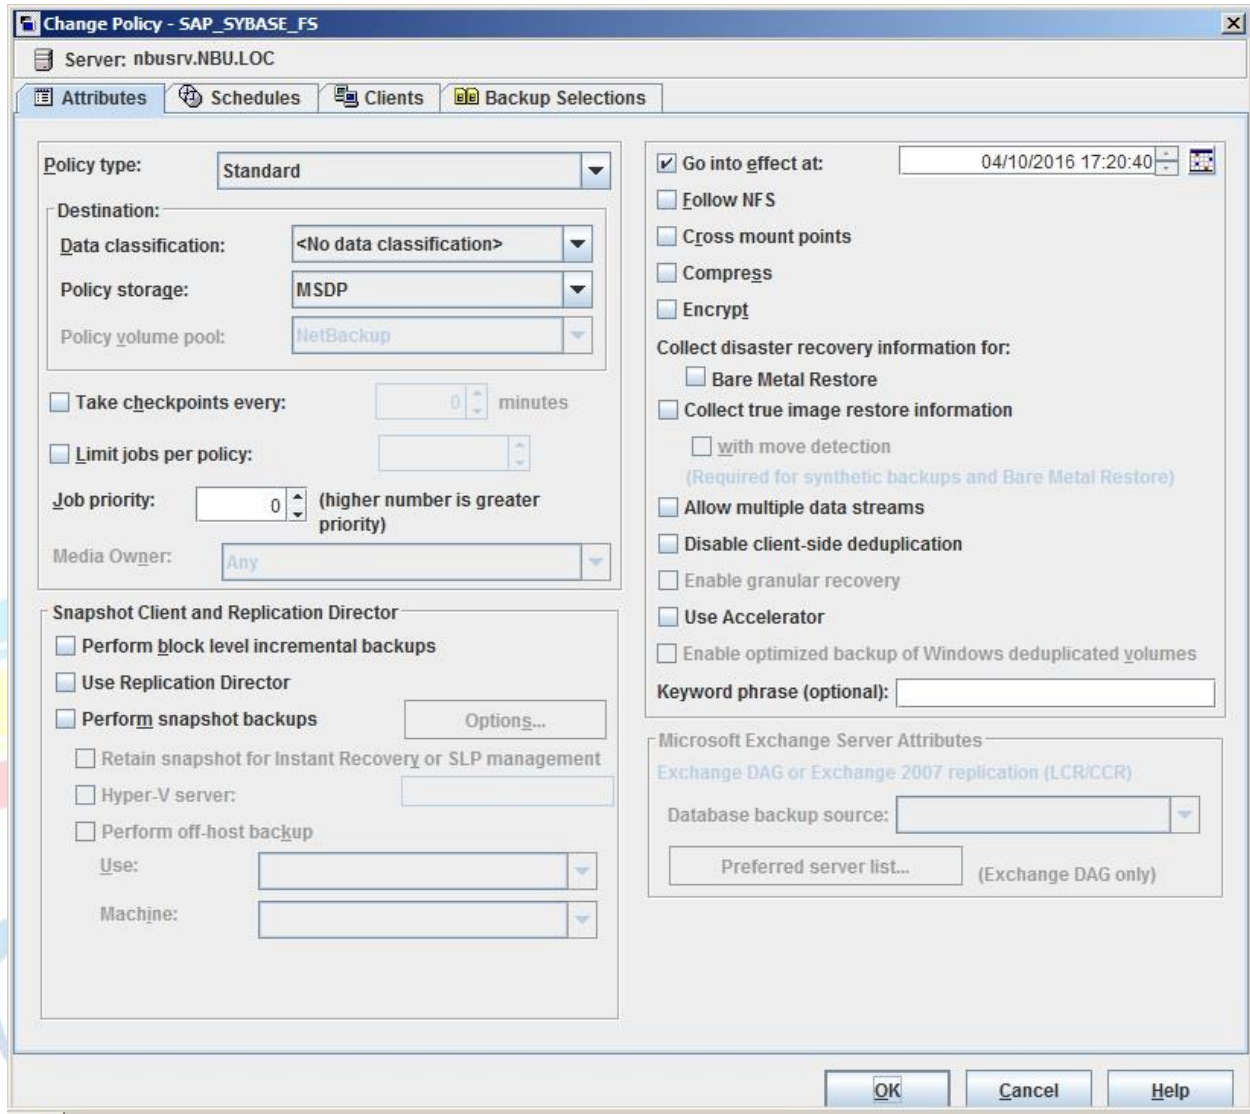 Change Policy - SAP_SYBASE_FS
Server: nbusrv.NBU.LOC
Attributes
Schedules
Clients
Backup Selections
Policy type:
Standard
Destination:
Data classification:
<No data classification>
Policy storage:
MSDP
Policy volume pool:
NetBackup
Take checkpoints every:
0
minutes
Limit jobs per policy:
Job priority:
0
(higher number is greater
priority)
Media Owner:
Any
Snapshot Client and Replication Director
Perform block level incremental backups
Use Replication Director
Perform snapshot backups
Options...
Retain snapshot for Instant Recovery or SLP management
Hyper-V server:
Perform off-host backup
Use:
Machine:
Go into effect at:
04/10/2016 17:20:40
Follow NFS
Cross mount points
Compress
Encrypt
Collect disaster recovery information for:
Bare Metal Restore
Collect true image restore information
with move detection
(Required for synthetic backups and Bare Metal Restore)
Allow multiple data streams
Disable client-side deduplication
Enable granular recovery
Use Accelerator
Enable optimized backup of Windows deduplicated volumes
Keyword phrase (optional):
Microsoft Exchange Server Attributes
Exchange DAG or Exchange 2007 replication (LCR/CCR)
Database backup source:
Preferred server list...
(Exchange DAG only)
OK
Cancel
Help